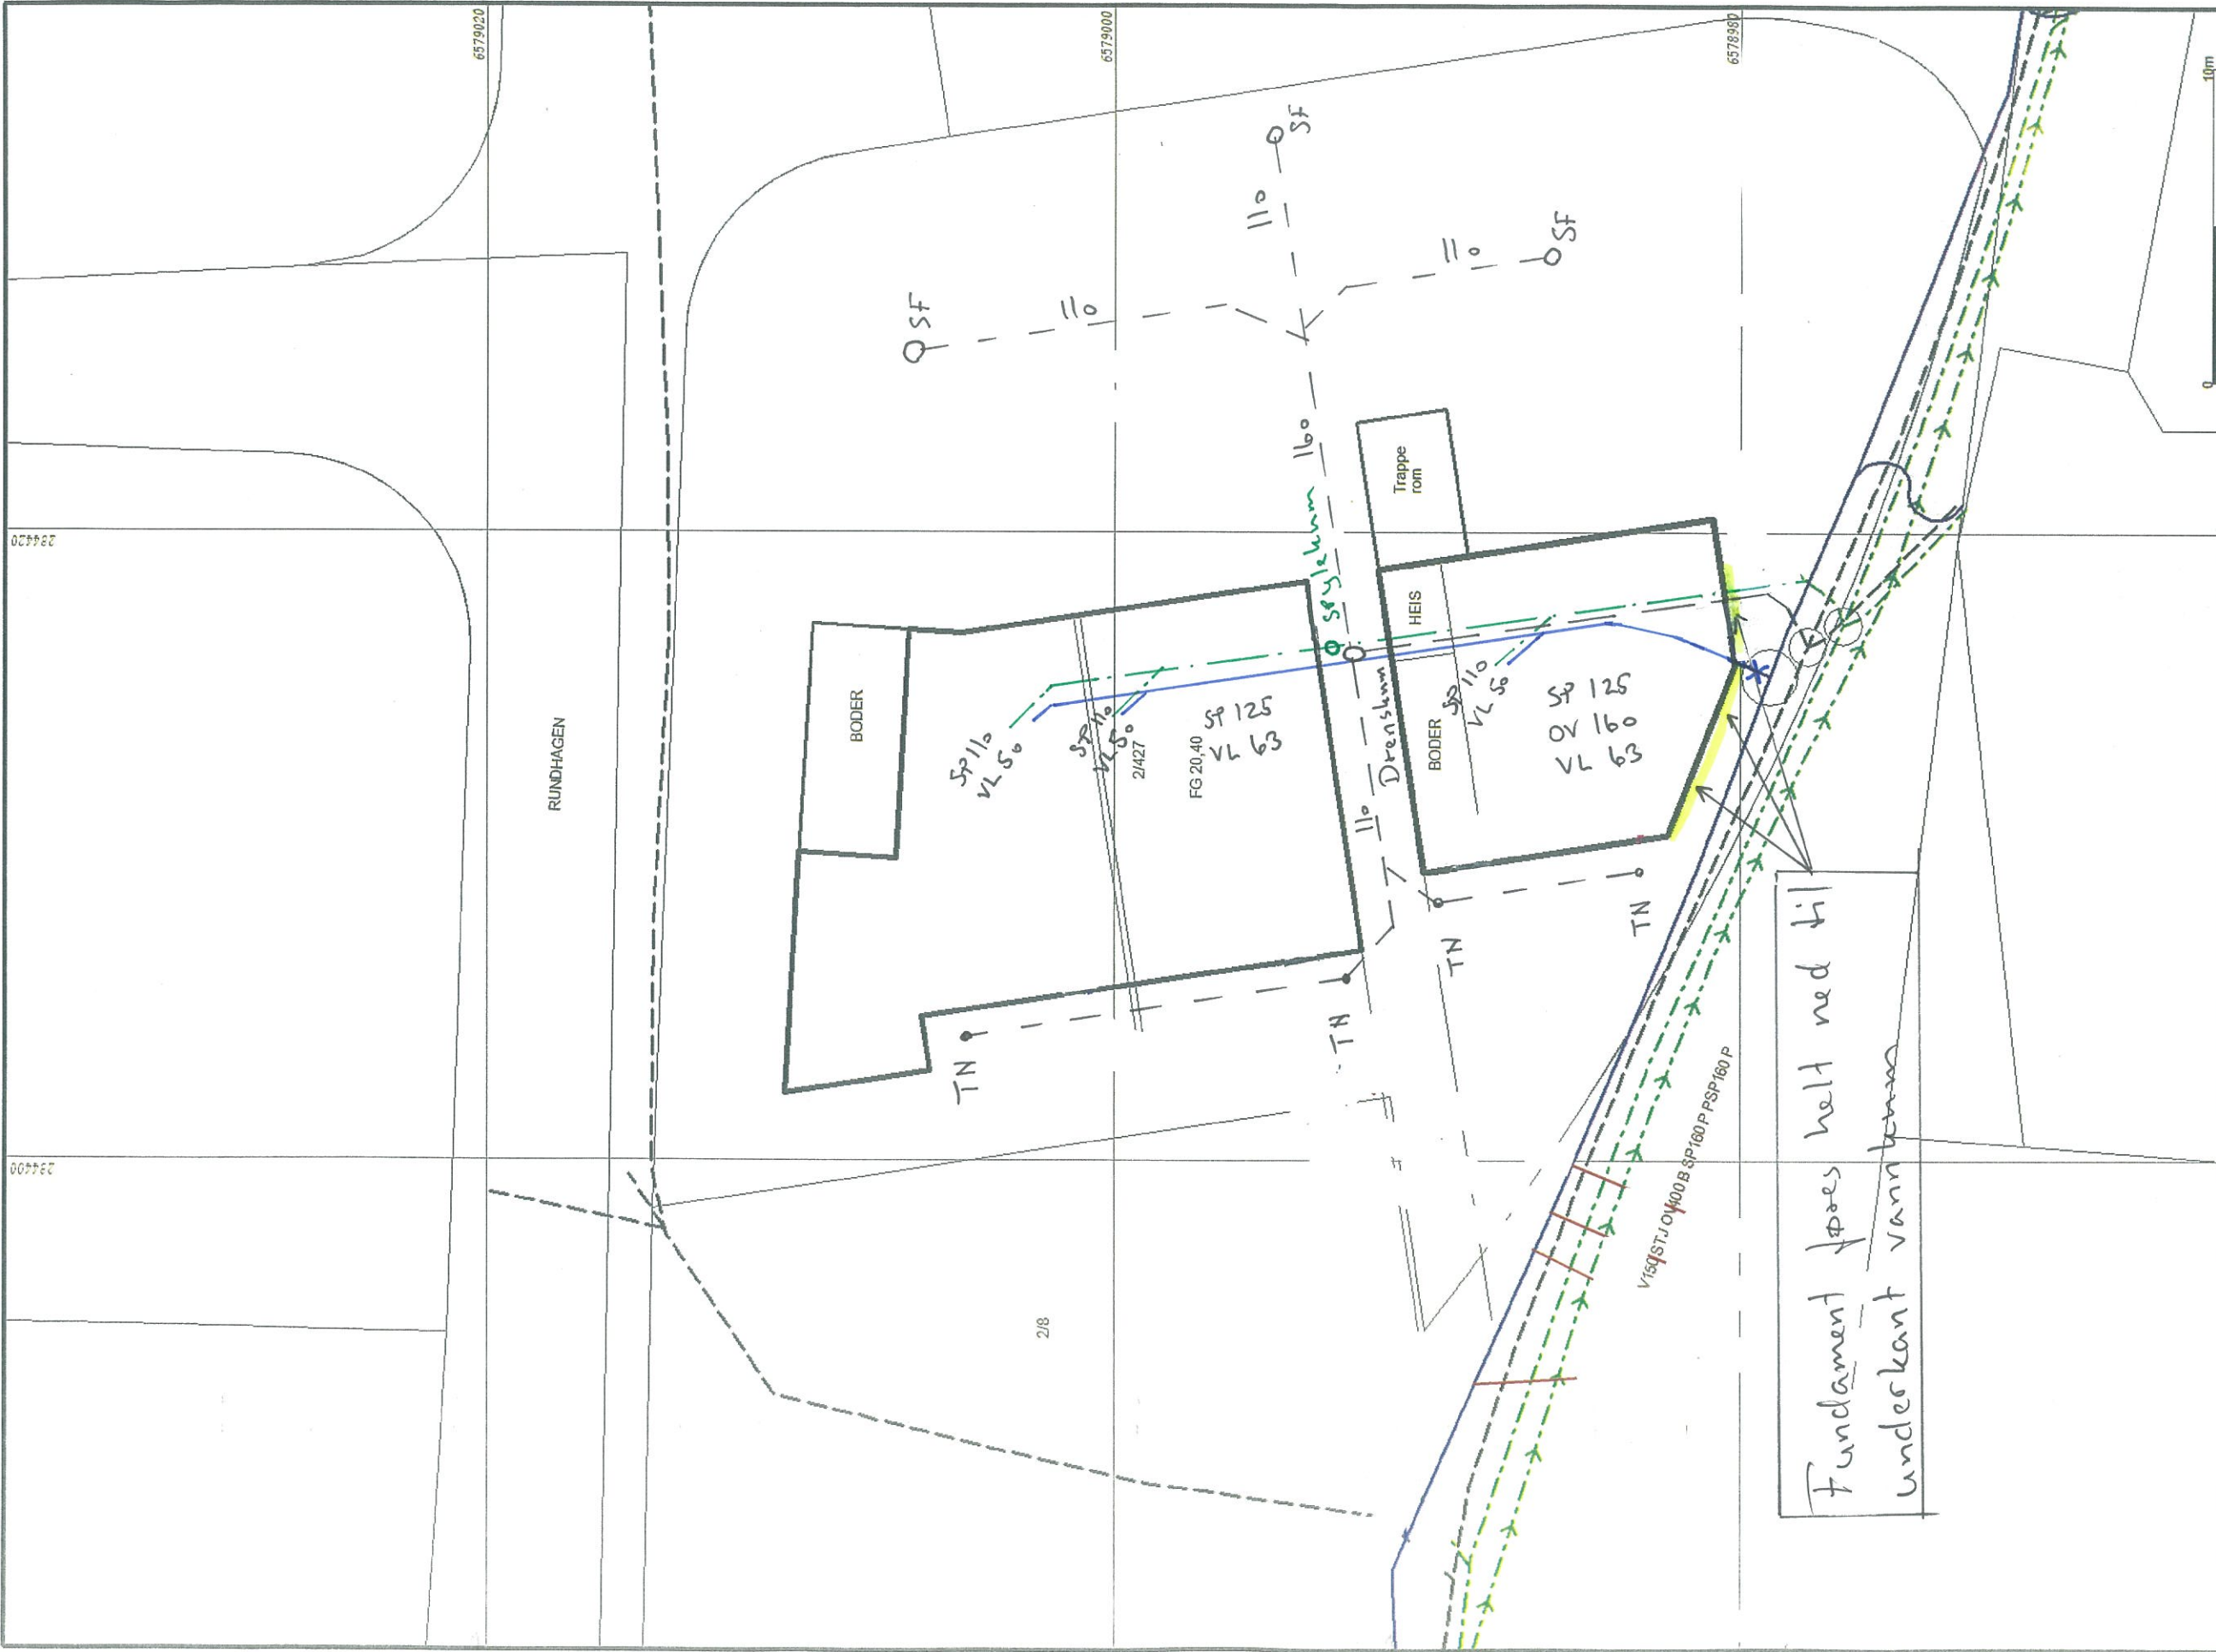 6579020
6579000
6578980
10m
0
284420
284400
RUNDHAGEN
BODER
SF
110
SF
110
110
SF
160
Spylekum
Trappe
rom
HEIS
Drenskum
BODER
SP 110
VL 50
SP 110
VL 50
2/427
FG 20,40
SP 125
VL 63
SP 110
VL 50
SP 125
OV 160
VL 63
110
TN
TN
TN
TN
2/8
V150 STJ OV400 B SP160 P PSP160 P
Fundament føres helt ned til
underkant vannkum